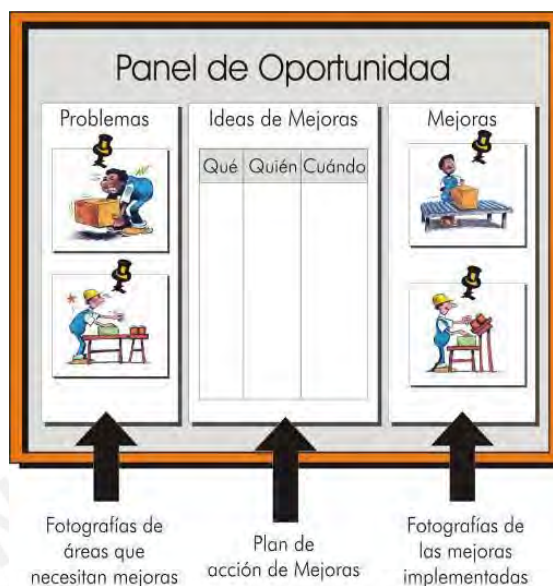 Panel de Oportunidad
Problemas
Ideas de Mejoras
Qué Quién Cuándo
Mejoras
Fotografías de
áreas que
necesitan mejoras
Plan de
acción de Mejoras
Fotografías de
las mejoras
implementadas